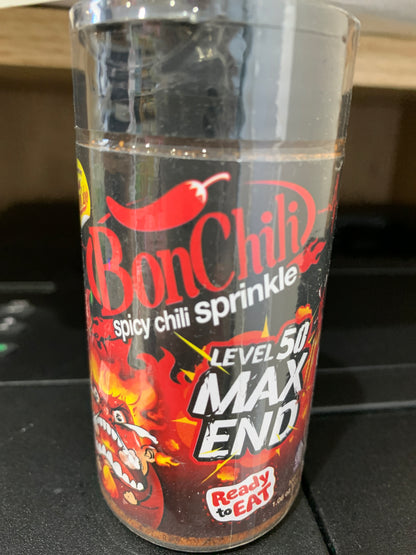 BonChili
spicy chili sprinkle
LEVEL 50
MAX
END
Ready
to EAT